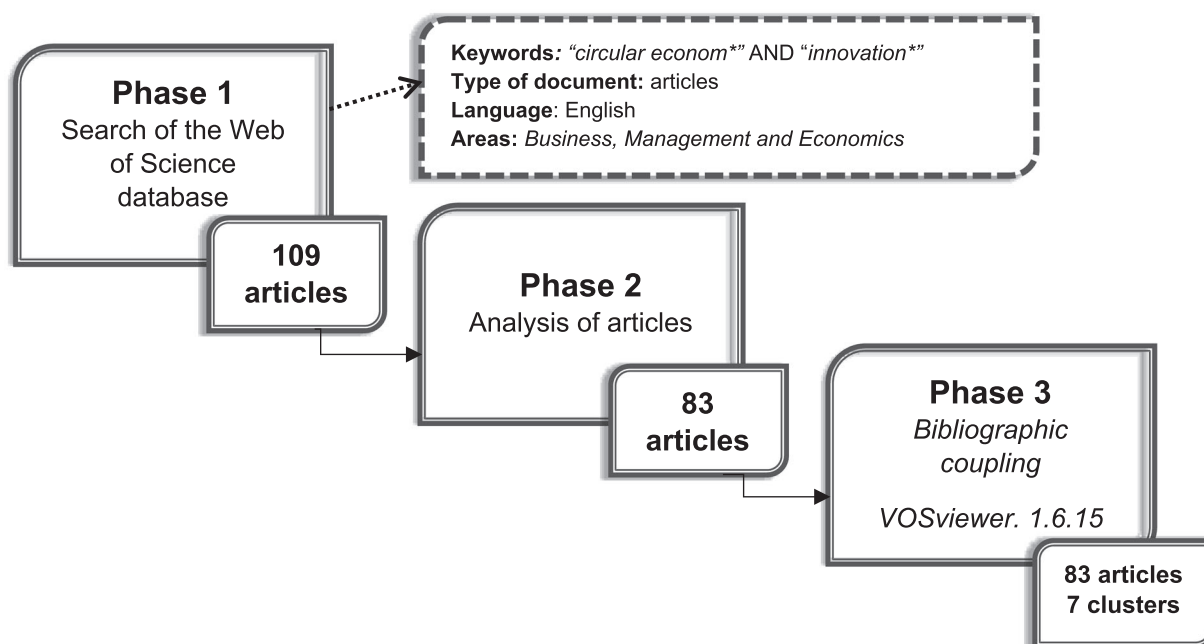 Phase 1
Search of the Web
of Science
database
109
articles
Keywords: “circular econom*” AND “innovation*”
Type of document: articles
Language: English
Areas: Business, Management and Economics
Phase 2
Analysis of articles
83
articles
Phase 3
Bibliographic
coupling
VOSviewer. 1.6.15
83 articles
7 clusters